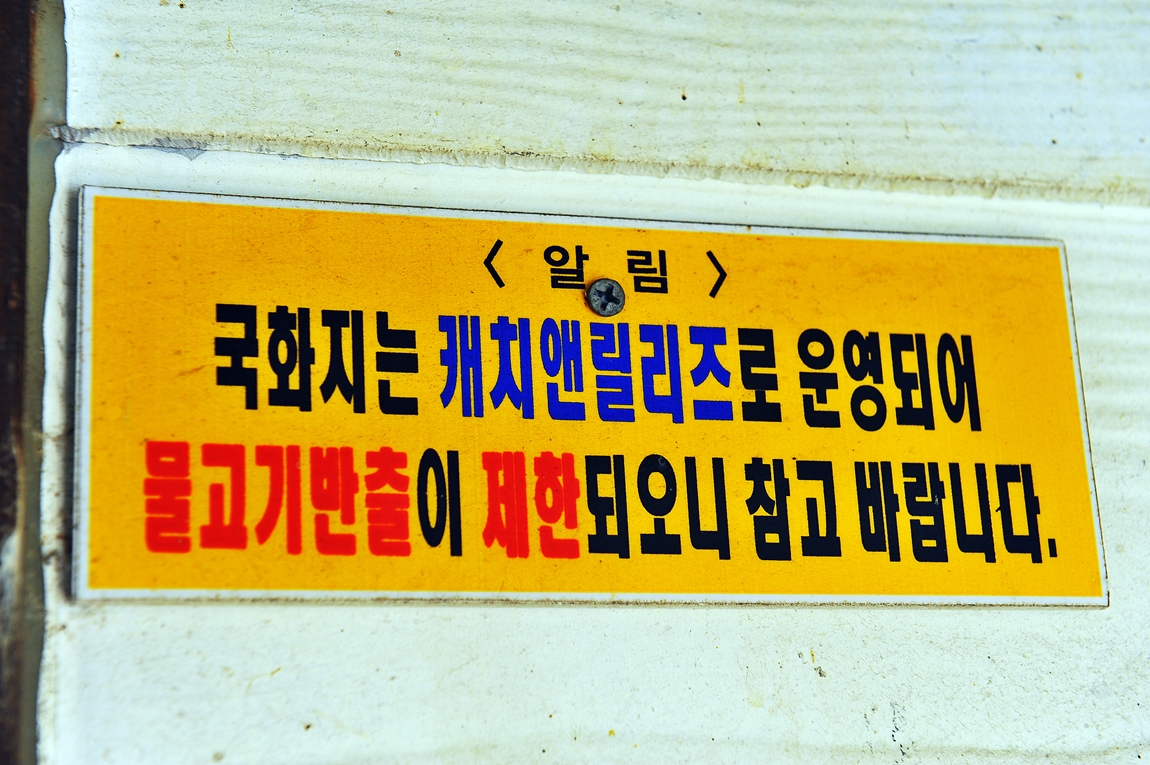 < 알 림 >
국화지는 캐치앤릴리즈로 운영되어
물고기반출이 제한되오니 참고 바랍니다.